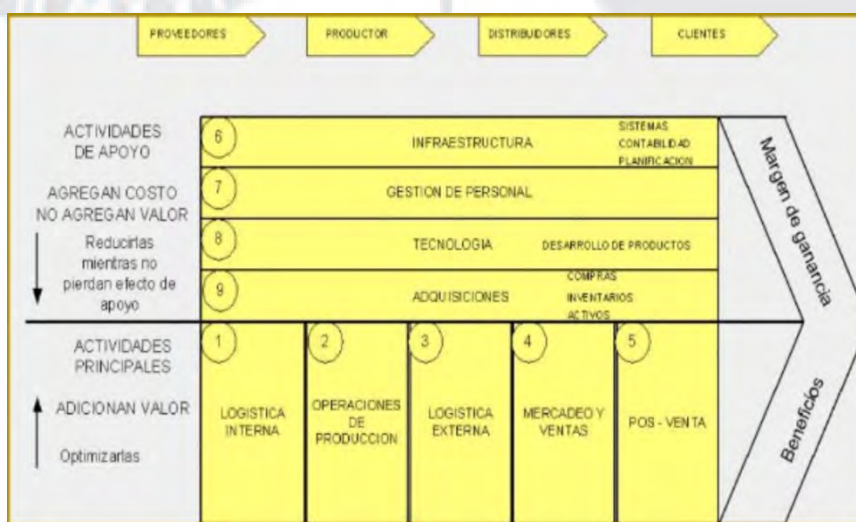 PROVEEDORES
PRODUCTOR
DISTRIBUIDORES
CLIENTES
ACTIVIDADES
DE APOYO
AGREGAN COSTO
NO AGREGAN VALOR
Reducirlas
mientras no
pierdan efecto de
apoyo
6
INFRAESTRUCTURA
SISTEMAS
CONTABILIDAD
PLANIFICACION
7
GESTION DE PERSONAL
8
TECNOLOGIA
DESARROLLO DE PRODUCTOS
9
ADQUISICIONES
COMPRAS
INVENTARIOS
ACTIVOS
Margen de ganancia
ACTIVIDADES
PRINCIPALES
ADICIONAN VALOR
Optimizarlas
1
LOGISTICA
INTERNA
2
OPERACIONES
DE
PRODUCCION
3
LOGISTICA
EXTERNA
4
MERCADEO Y
VENTAS
5
POS - VENTA
Beneficios